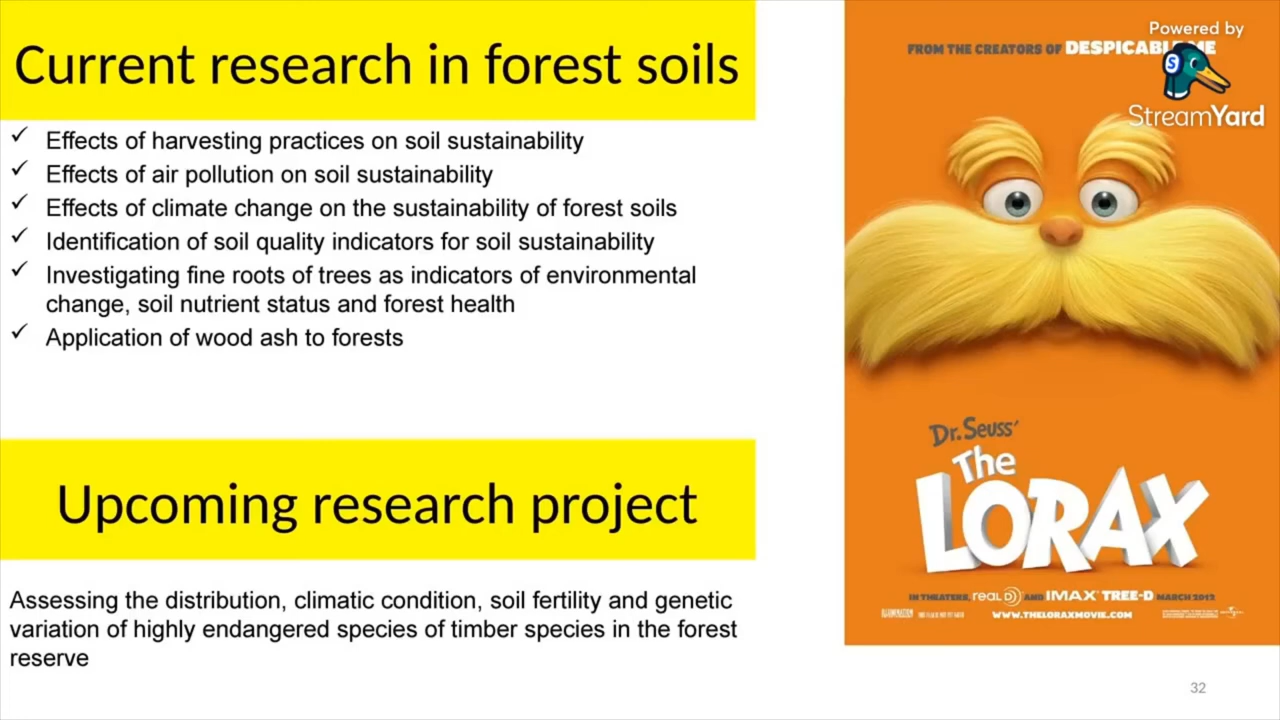 Current research in forest soils
✓ Effects of harvesting practices on soil sustainability
✓ Effects of air pollution on soil sustainability
✓ Effects of climate change on the sustainability of forest soils
✓ Identification of soil quality indicators for soil sustainability
✓ Investigating fine roots of trees as indicators of environmental
change, soil nutrient status and forest health
✓ Application of wood ash to forests
Upcoming research project
Assessing the distribution, climatic condition, soil fertility and genetic
variation of highly endangered species of timber species in the forest
reserve
Powered by
StreamYard
FROM THE CREATORS OF DESPICABLE ME
Dr. Seuss'
The
LORAX
IN THEATERS, REAL D AND IMAX TREE-D MARCH 2012
WWW.THELORAXMOVIE.COM
32